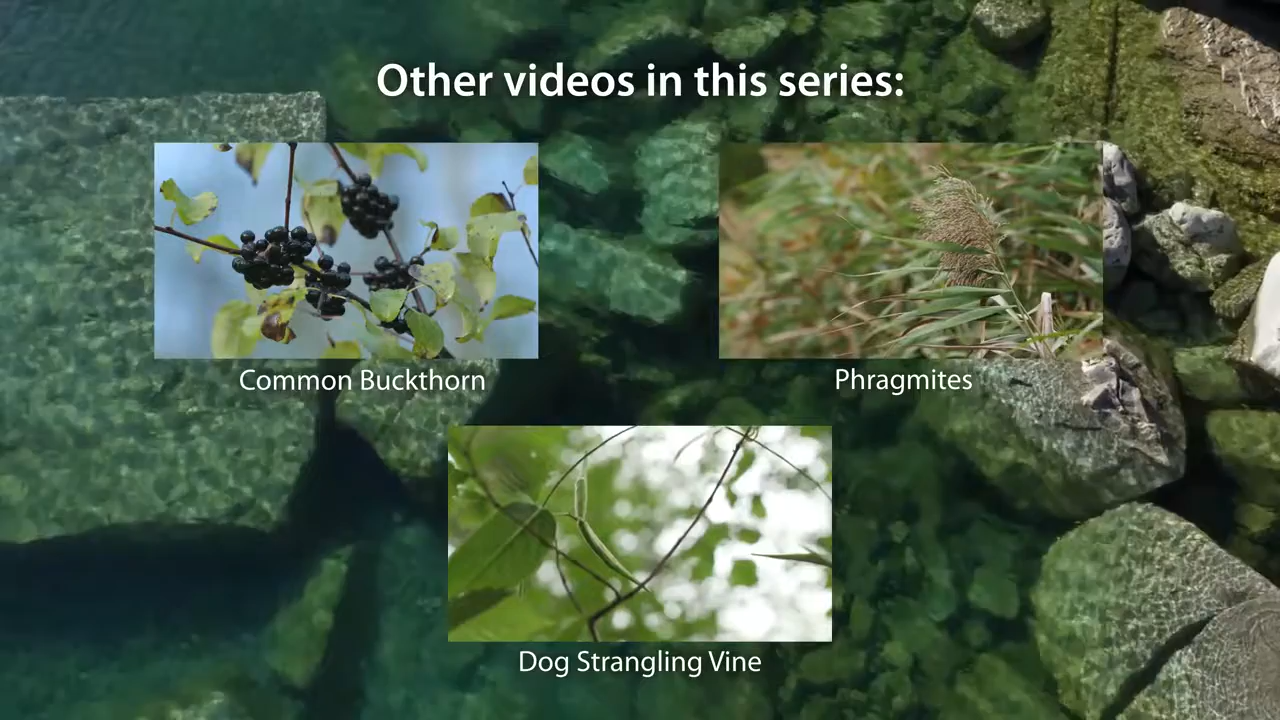 Other videos in this series:
Common Buckthorn
Phragmites
Dog Strangling Vine